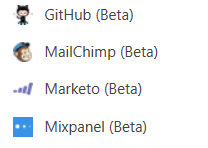 GitHub (Beta)
MailChimp (Beta)
Marketo (Beta)
Mixpanel (Beta)